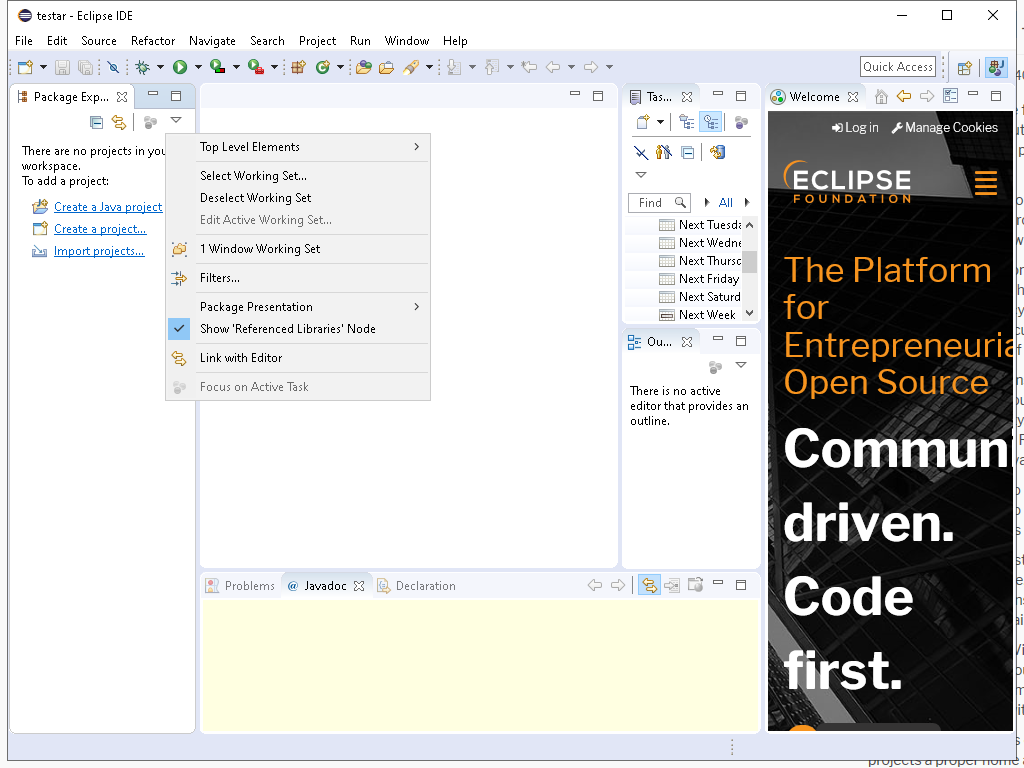 testar - Eclipse IDE
File Edit Source Refactor Navigate Search Project Run Window Help
Quick Access
Package Exp...
There are no projects in you
workspace.
To add a project:
Create a Java project
Create a project...
Import projects...
Top Level Elements
Select Working Set...
Deselect Working Set
Edit Active Working Set...
1 Window Working Set
Filters...
Package Presentation
Show 'Referenced Libraries' Node
Link with Editor
Focus on Active Task
Tas...
Find All
Next Tuesda
Next Wedne
Next Thursd
Next Friday
Next Saturd
Next Week
Ou...
There is no active
editor that provides an
outline.
Problems @ Javadoc Declaration
Welcome
Log in Manage Cookies
ECLIPSE
FOUNDATION
The Platform
for
Entrepreneuria
Open Source
Commun
driven.
Code
first.
projects a proper home a